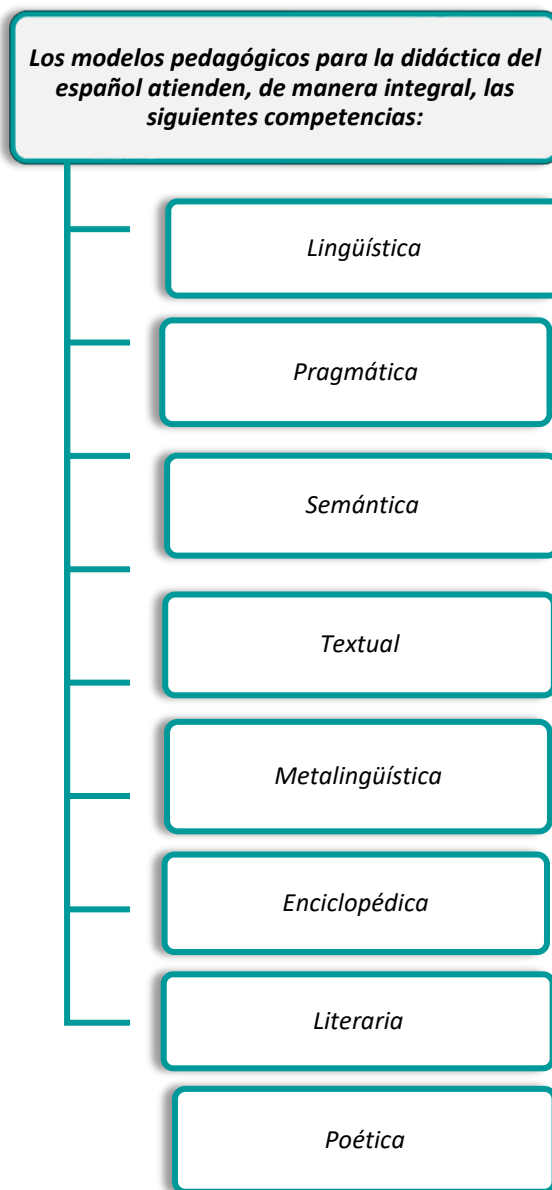 Los modelos pedagógicos para la didáctica del
español atienden, de manera integral, las
siguientes competencias:
Lingüística
Pragmática
Semántica
Textual
Metalingüística
Enciclopédica
Literaria
Poética